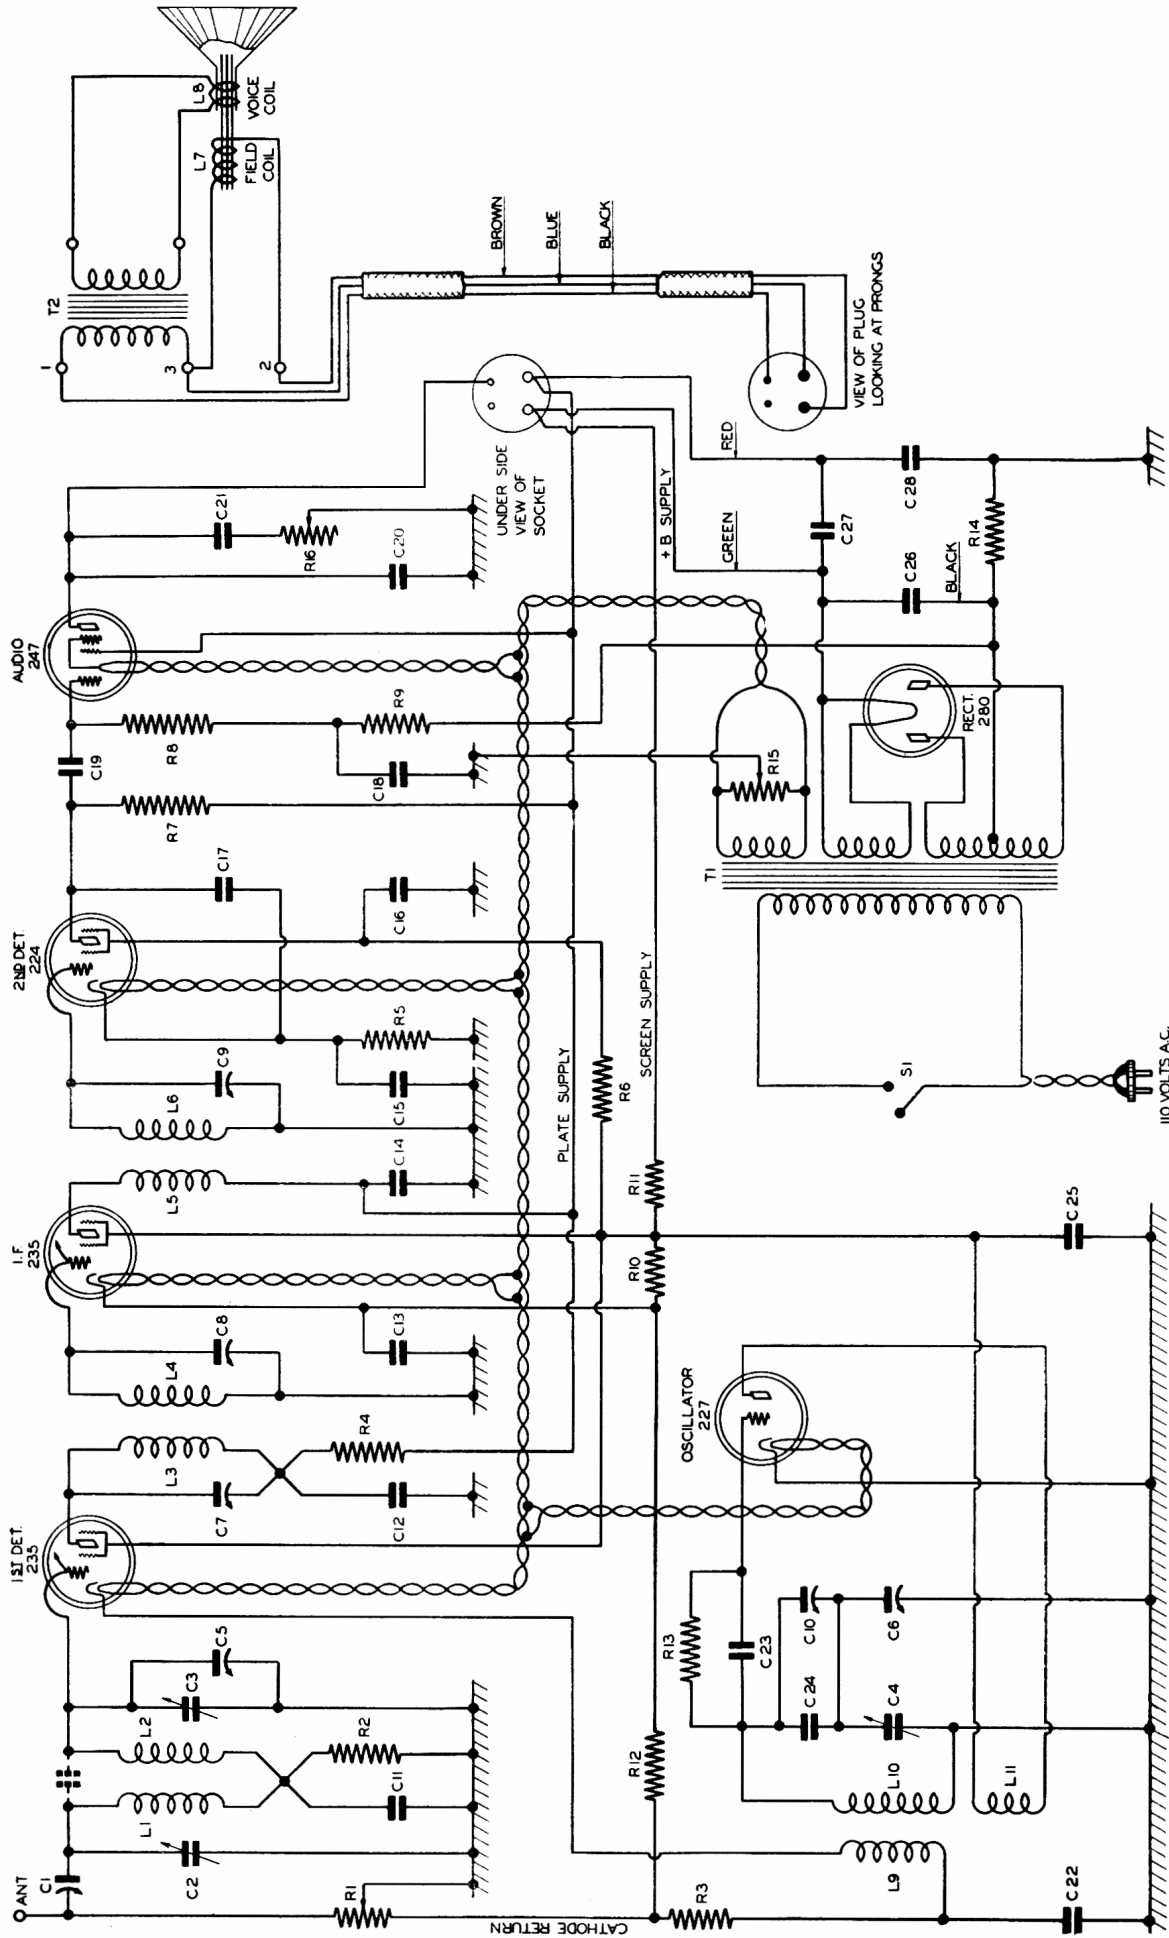 ANT
C1
C2
L1
L2
C3
C5
C11
R2
R1
CATHODE RETURN
1ST DET.
235
C7
L3
C12
R4
L4
C8
C13
I.F.
235
L5
C14
L6
C9
C15
R5
2ND DET.
224
C17
C16
R7
C19
R8
C18
R9
AUDIO
247
C20
R16
C21
UNDER SIDE
VIEW OF
SOCKET
T2
1
3
2
L7
FIELD
COIL
L8
VOICE
COIL
BROWN
BLUE
BLACK
VIEW OF PLUG
LOOKING AT PRONGS
PLATE SUPPLY
R6
SCREEN SUPPLY
R11
R10
R12
+ B SUPPLY
GREEN
RED
R3
L9
C22
R13
C23
C24
C10
C4
C6
L10
L11
OSCILLATOR
227
C25
S1
110 VOLTS A.C.
T1
R15
RECT.
280
C27
C26
BLACK
C28
R14